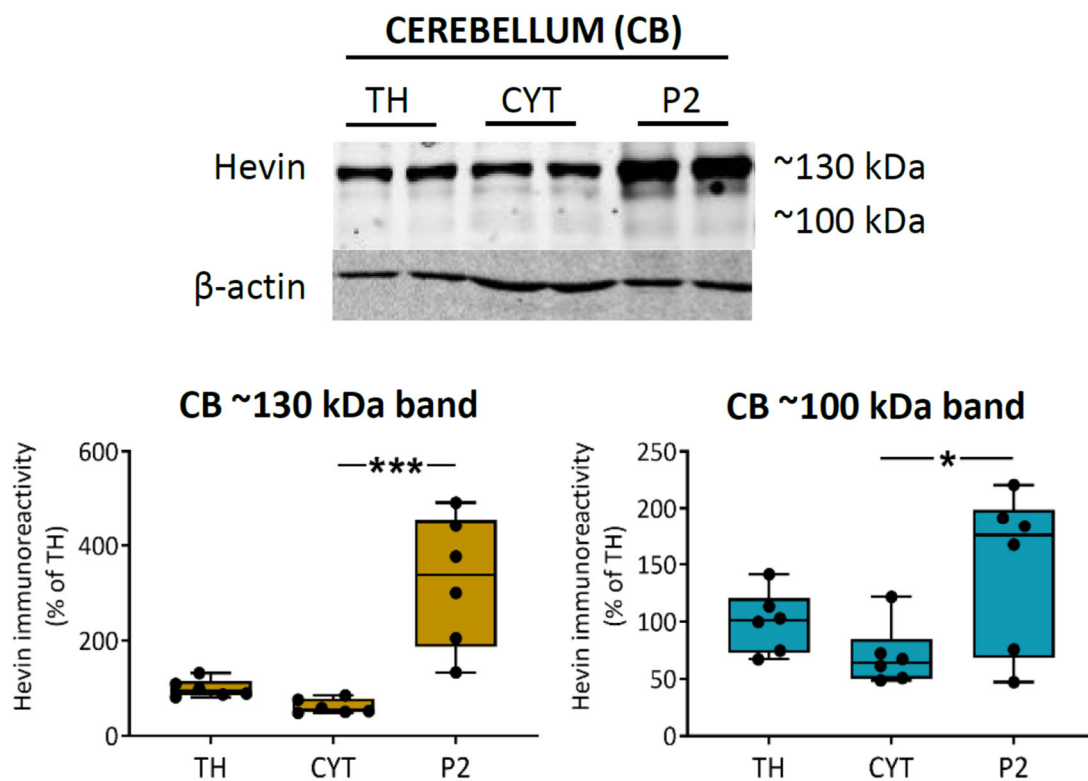 CEREBELLUM (CB)
TH CYT P2
Hevin ~130 kDa
~100 kDa
β-actin
CB ~130 kDa band
Hevin immunoreactivity
(% of TH)
600
400
200
0
***
TH CYT P2
CB ~100 kDa band
Hevin immunoreactivity
(% of TH)
250
200
150
100
50
0
*
TH CYT P2